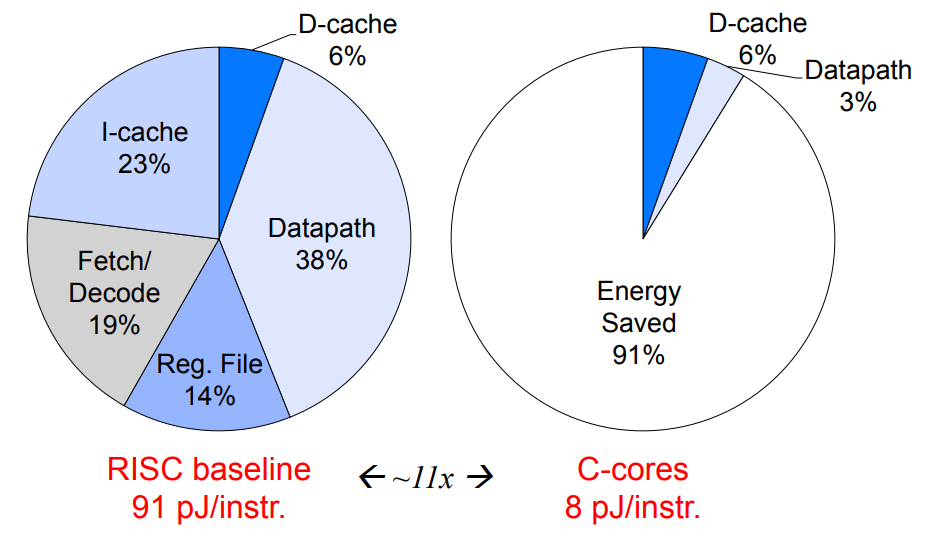 D-cache
6%
I-cache
23%
Datapath
38%
Fetch/
Decode
19%
Reg. File
14%
RISC baseline
91 pJ/instr.
← ~11x →
D-cache
6%
Datapath
3%
Energy
Saved
91%
C-cores
8 pJ/instr.